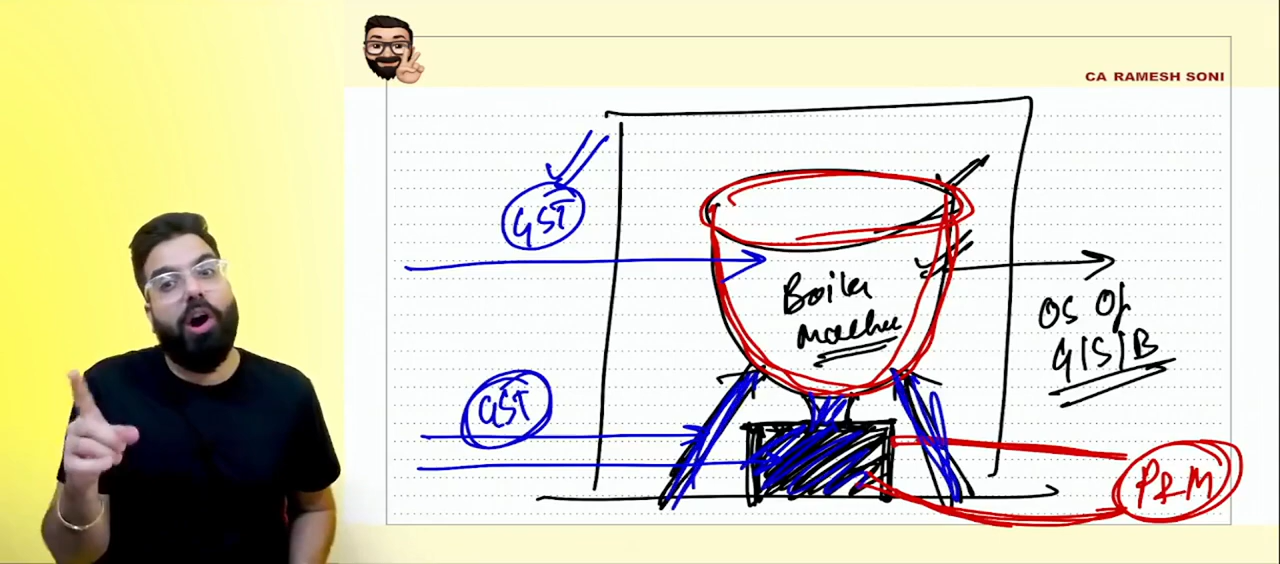 CA RAMESH SONI
GST
Boiler
Machine
OS Of
G|S|B
GST
P&M